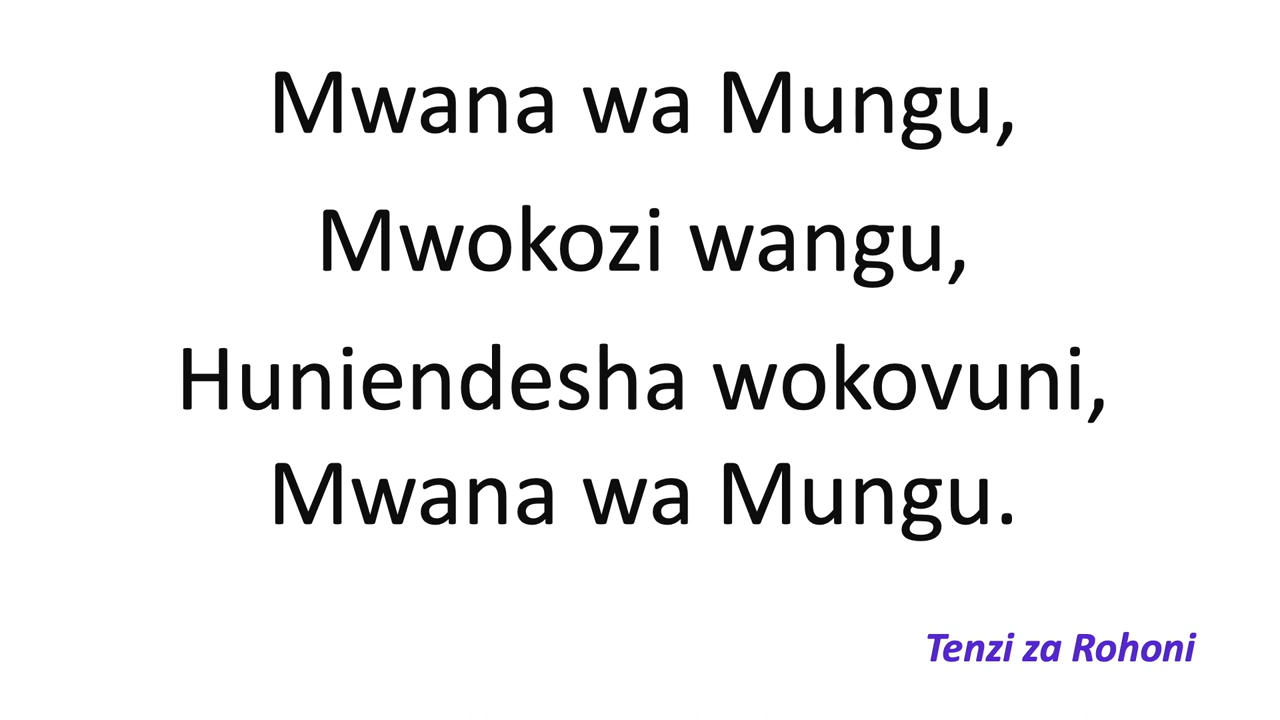 Mwana wa Mungu,
Mwokozi wangu,
Huniendesha wokovuni,
Mwana wa Mungu.
Tenzi za Rohoni